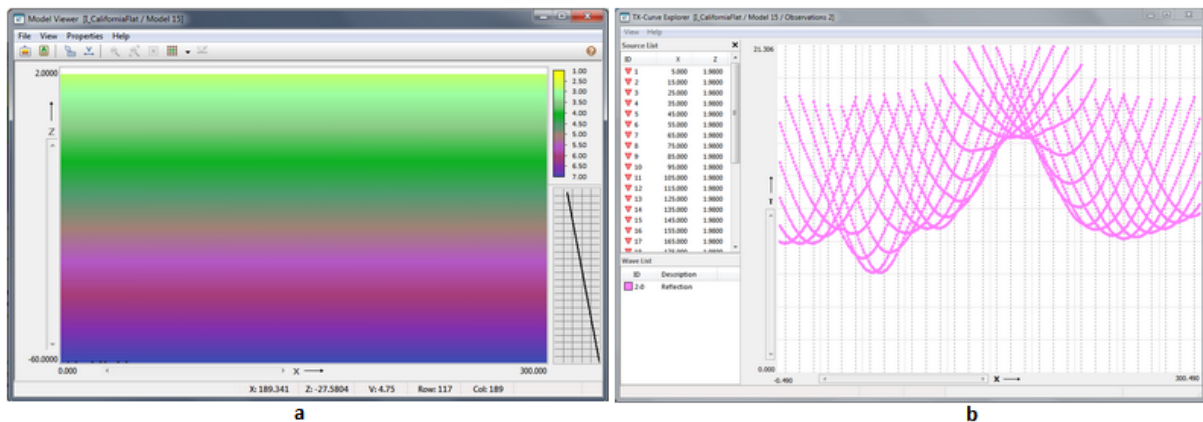 Model Viewer [J_CaliforniaFlat / Model 15]
File View Properties Help
2.0000
Z
-60.0000
0.000
X
300.000
1.00
2.50
3.00
3.50
4.00
4.50
5.00
5.50
6.00
6.50
7.00
X: 189.341 Z: -27.5804 V: 4.75 Row: 117 Col: 189
a
TX-Curve Explorer [J_CaliforniaFlat / Model 15 / Observations 2]
View Help
Source List
ID X Z
1 5.000 1.9800
2 15.000 1.9800
3 25.000 1.9800
4 35.000 1.9800
5 45.000 1.9800
6 55.000 1.9800
7 65.000 1.9800
8 75.000 1.9800
9 85.000 1.9800
10 95.000 1.9800
11 105.000 1.9800
12 115.000 1.9800
13 125.000 1.9800
14 135.000 1.9800
15 145.000 1.9800
16 155.000 1.9800
17 165.000 1.9800
Wave List
ID Description
2:0 Reflection
21.306
T
0.000
-0.490
X
300.490
b